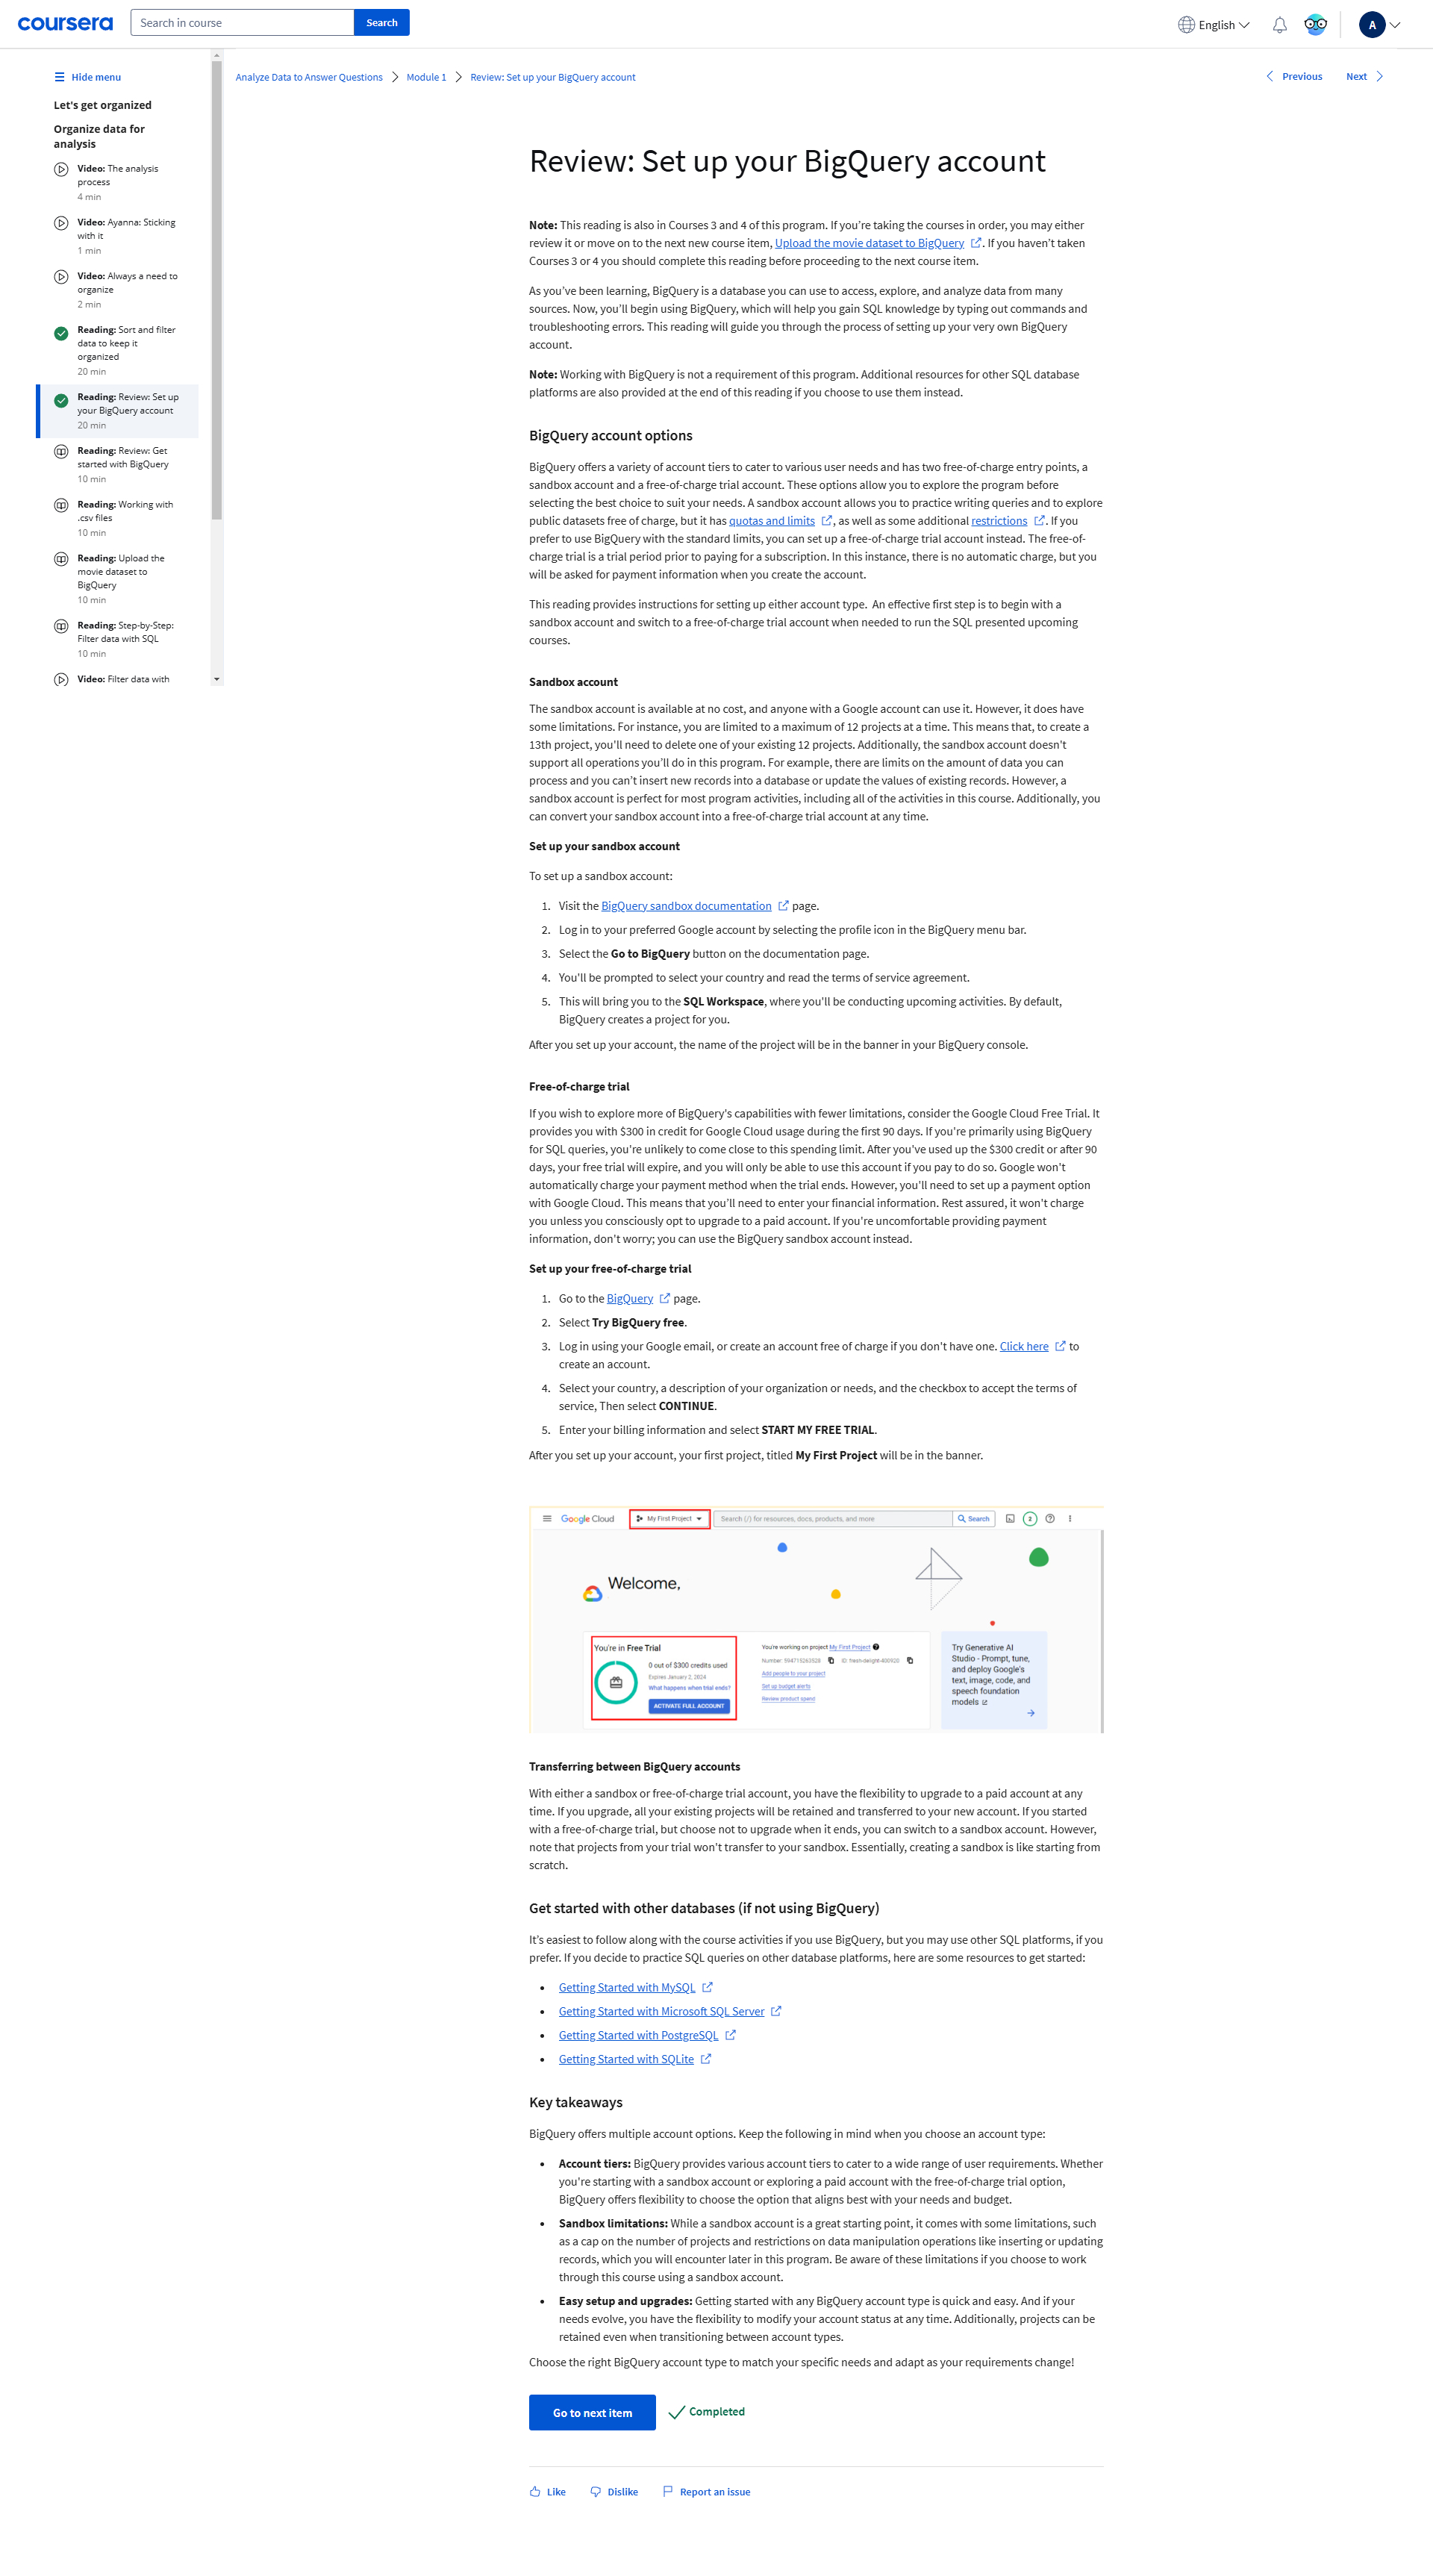 coursera
Search in course
Search
English
A
Hide menu
Let's get organized
Organize data for
analysis
Video: The analysis
process
4 min
Video: Ayanna: Sticking
with it
1 min
Video: Always a need to
organize
2 min
Reading: Sort and filter
data to keep it
organized
20 min
Reading: Review: Set up
your BigQuery account
20 min
Reading: Review: Get
started with BigQuery
10 min
Reading: Working with
.csv files
10 min
Reading: Upload the
movie dataset to
BigQuery
10 min
Reading: Step-by-Step:
Filter data with SQL
10 min
Video: Filter data with
Analyze Data to Answer Questions
Module 1
Review: Set up your BigQuery account
Previous
Next
Review: Set up your BigQuery account
Note: This reading is also in Courses 3 and 4 of this program. If you’re taking the courses in order, you may either
review it or move on to the next new course item, Upload the movie dataset to BigQuery . If you haven’t taken
Courses 3 or 4 you should complete this reading before proceeding to the next course item.
As you’ve been learning, BigQuery is a database you can use to access, explore, and analyze data from many
sources. Now, you’ll begin using BigQuery, which will help you gain SQL knowledge by typing out commands and
troubleshooting errors. This reading will guide you through the process of setting up your very own BigQuery
account.
Note: Working with BigQuery is not a requirement of this program. Additional resources for other SQL database
platforms are also provided at the end of this reading if you choose to use them instead.
BigQuery account options
BigQuery offers a variety of account tiers to cater to various user needs and has two free-of-charge entry points, a
sandbox account and a free-of-charge trial account. These options allow you to explore the program before
selecting the best choice to suit your needs. A sandbox account allows you to practice writing queries and to explore
public datasets free of charge, but it has quotas and limits , as well as some additional restrictions . If you
prefer to use BigQuery with the standard limits, you can set up a free-of-charge trial account instead. The free-of-
charge trial is a trial period prior to paying for a subscription. In this instance, there is no automatic charge, but you
will be asked for payment information when you create the account.
This reading provides instructions for setting up either account type. An effective first step is to begin with a
sandbox account and switch to a free-of-charge trial account when needed to run the SQL presented upcoming
courses.
Sandbox account
The sandbox account is available at no cost, and anyone with a Google account can use it. However, it does have
some limitations. For instance, you are limited to a maximum of 12 projects at a time. This means that, to create a
13th project, you'll need to delete one of your existing 12 projects. Additionally, the sandbox account doesn't
support all operations you’ll do in this program. For example, there are limits on the amount of data you can
process and you can’t insert new records into a database or update the values of existing records. However, a
sandbox account is perfect for most program activities, including all of the activities in this course. Additionally, you
can convert your sandbox account into a free-of-charge trial account at any time.
Set up your sandbox account
To set up a sandbox account:
1. Visit the BigQuery sandbox documentation page.
2. Log in to your preferred Google account by selecting the profile icon in the BigQuery menu bar.
3. Select the Go to BigQuery button on the documentation page.
4. You'll be prompted to select your country and read the terms of service agreement.
5. This will bring you to the SQL Workspace, where you'll be conducting upcoming activities. By default,
BigQuery creates a project for you.
After you set up your account, the name of the project will be in the banner in your BigQuery console.
Free-of-charge trial
If you wish to explore more of BigQuery's capabilities with fewer limitations, consider the Google Cloud Free Trial. It
provides you with $300 in credit for Google Cloud usage during the first 90 days. If you're primarily using BigQuery
for SQL queries, you're unlikely to come close to this spending limit. After you've used up the $300 credit or after 90
days, your free trial will expire, and you will only be able to use this account if you pay to do so. Google won't
automatically charge your payment method when the trial ends. However, you'll need to set up a payment option
with Google Cloud. This means that you’ll need to enter your financial information. Rest assured, it won't charge
you unless you consciously opt to upgrade to a paid account. If you're uncomfortable providing payment
information, don't worry; you can use the BigQuery sandbox account instead.
Set up your free-of-charge trial
1. Go to the BigQuery page.
2. Select Try BigQuery free.
3. Log in using your Google email, or create an account free of charge if you don't have one. Click here to
create an account.
4. Select your country, a description of your organization or needs, and the checkbox to accept the terms of
service, Then select CONTINUE.
5. Enter your billing information and select START MY FREE TRIAL.
After you set up your account, your first project, titled My First Project will be in the banner.
Google Cloud
My First Project
Search (/) for resources, docs, products, and more
Search
2
Welcome,
You're in Free Trial
0 out of $300 credits used
Expires January 2, 2024
What happens when trial ends?
ACTIVATE FULL ACCOUNT
You're working on project My First Project
Add people to your project
Set up budget alerts
Review product spend
Try Generative AI
Studio - Prompt, tune,
and deploy Google's
text, image, code, and
speech foundation
models
Transferring between BigQuery accounts
With either a sandbox or free-of-charge trial account, you have the flexibility to upgrade to a paid account at any
time. If you upgrade, all your existing projects will be retained and transferred to your new account. If you started
with a free-of-charge trial, but choose not to upgrade when it ends, you can switch to a sandbox account. However,
note that projects from your trial won't transfer to your sandbox. Essentially, creating a sandbox is like starting from
scratch.
Get started with other databases (if not using BigQuery)
It’s easiest to follow along with the course activities if you use BigQuery, but you may use other SQL platforms, if you
prefer. If you decide to practice SQL queries on other database platforms, here are some resources to get started:
• Getting Started with MySQL
• Getting Started with Microsoft SQL Server
• Getting Started with PostgreSQL
• Getting Started with SQLite
Key takeaways
BigQuery offers multiple account options. Keep the following in mind when you choose an account type:
• Account tiers: BigQuery provides various account tiers to cater to a wide range of user requirements. Whether
you're starting with a sandbox account or exploring a paid account with the free-of-charge trial option,
BigQuery offers flexibility to choose the option that aligns best with your needs and budget.
• Sandbox limitations: While a sandbox account is a great starting point, it comes with some limitations, such
as a cap on the number of projects and restrictions on data manipulation operations like inserting or updating
records, which you will encounter later in this program. Be aware of these limitations if you choose to work
through this course using a sandbox account.
• Easy setup and upgrades: Getting started with any BigQuery account type is quick and easy. And if your
needs evolve, you have the flexibility to modify your account status at any time. Additionally, projects can be
retained even when transitioning between account types.
Choose the right BigQuery account type to match your specific needs and adapt as your requirements change!
Go to next item
Completed
Like
Dislike
Report an issue